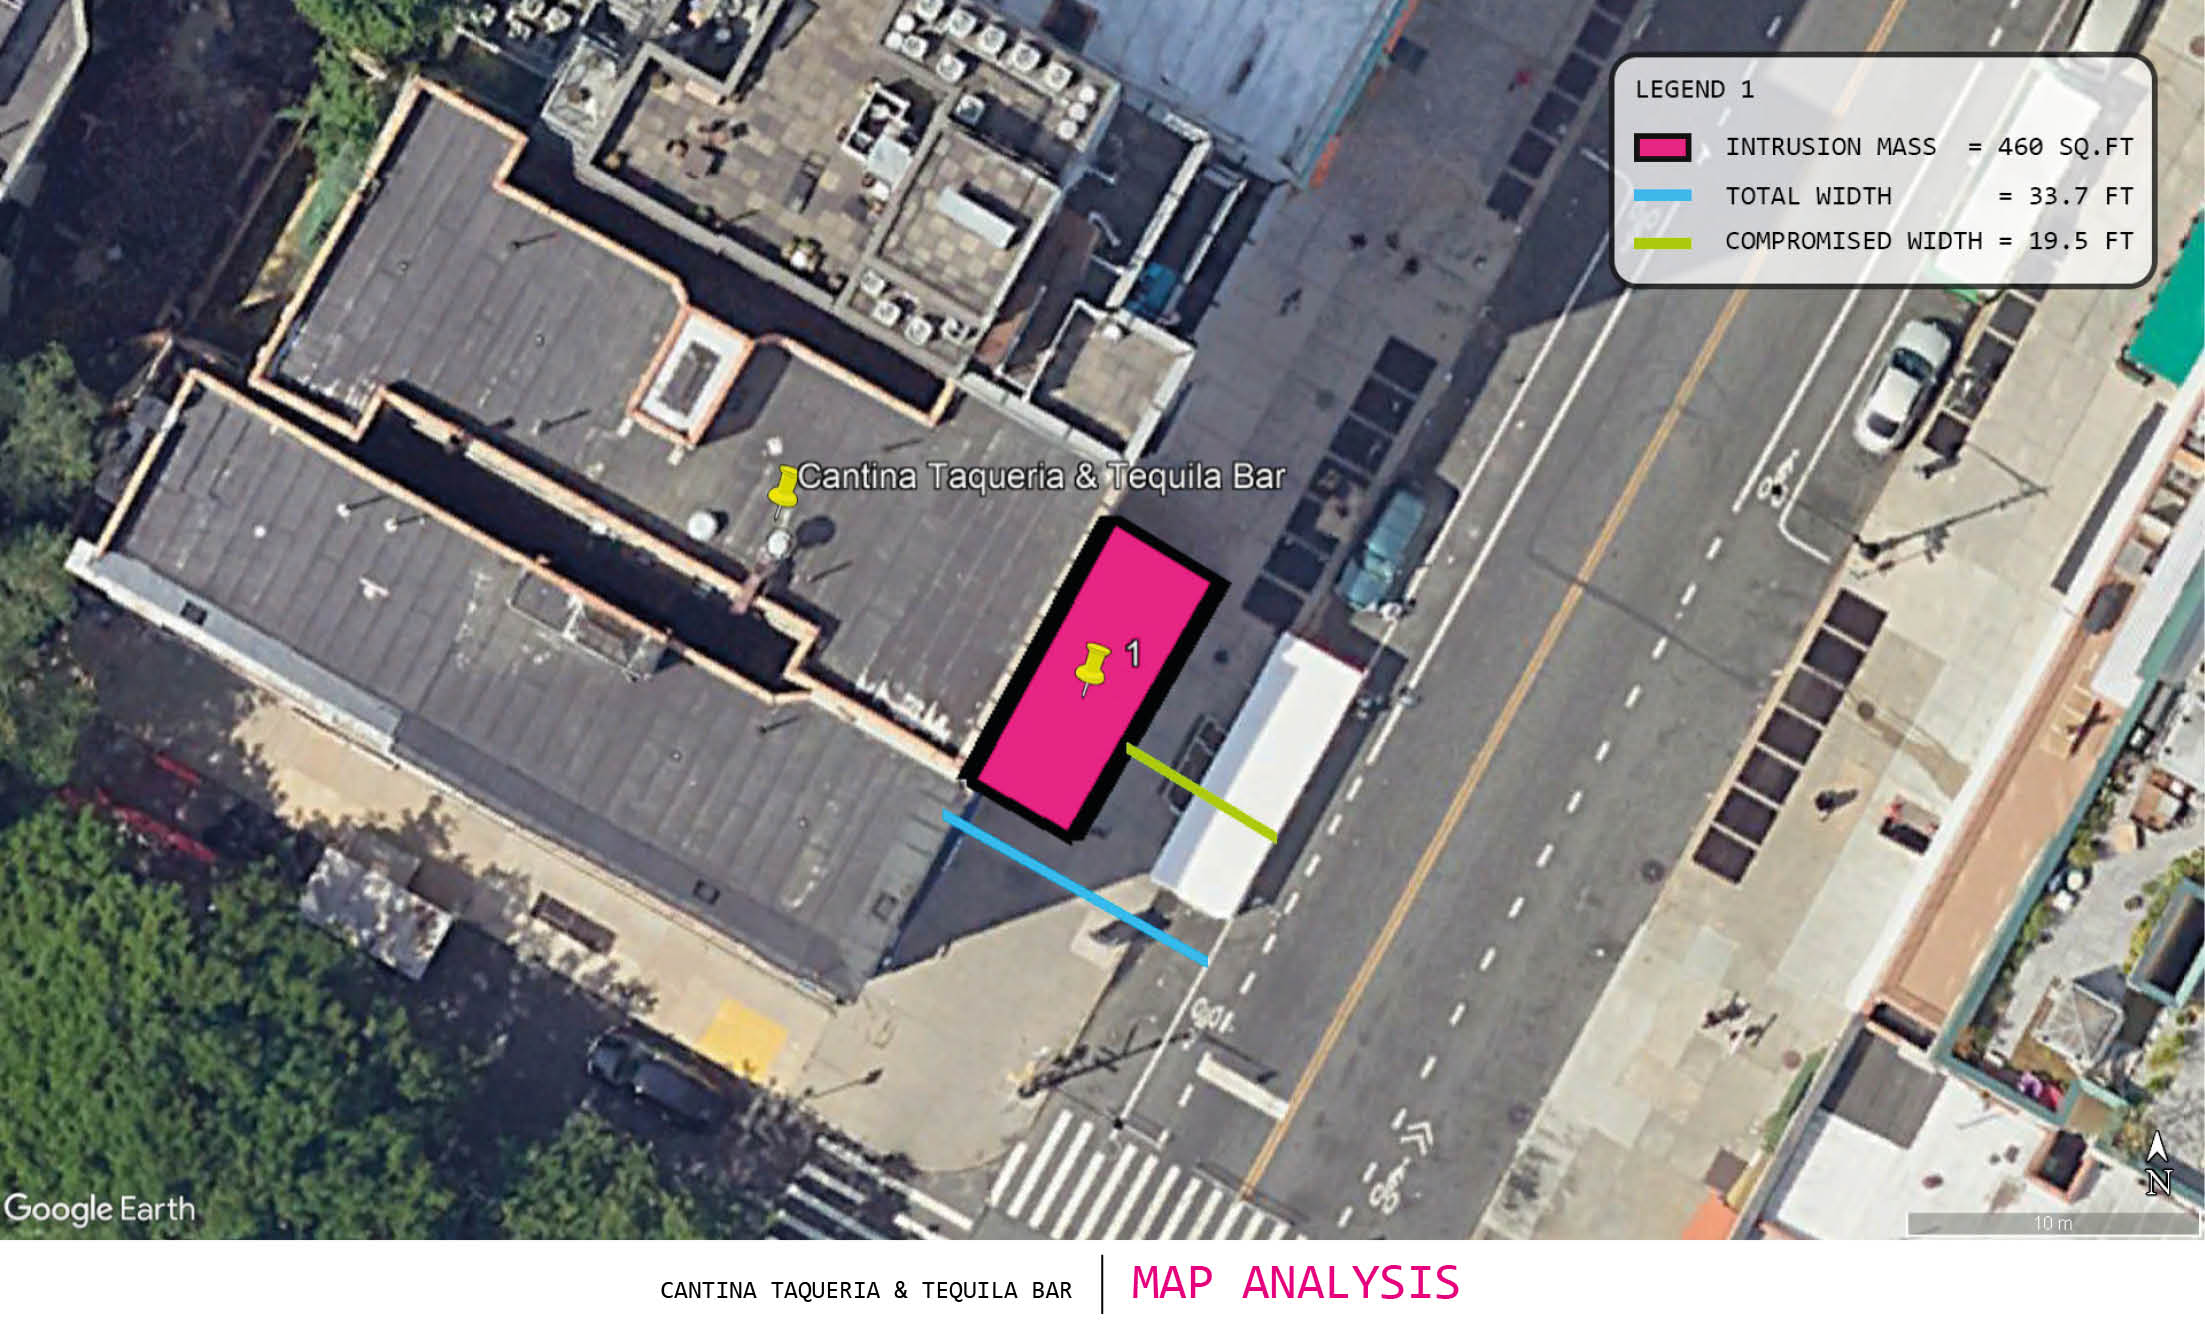 LEGEND 1
INTRUSION MASS = 460 SQ.FT
TOTAL WIDTH = 33.7 FT
COMPROMISED WIDTH = 19.5 FT
Cantina Taqueria & Tequila Bar
1
N
Google Earth
10 m
CANTINA TAQUERIA & TEQUILA BAR
MAP ANALYSIS